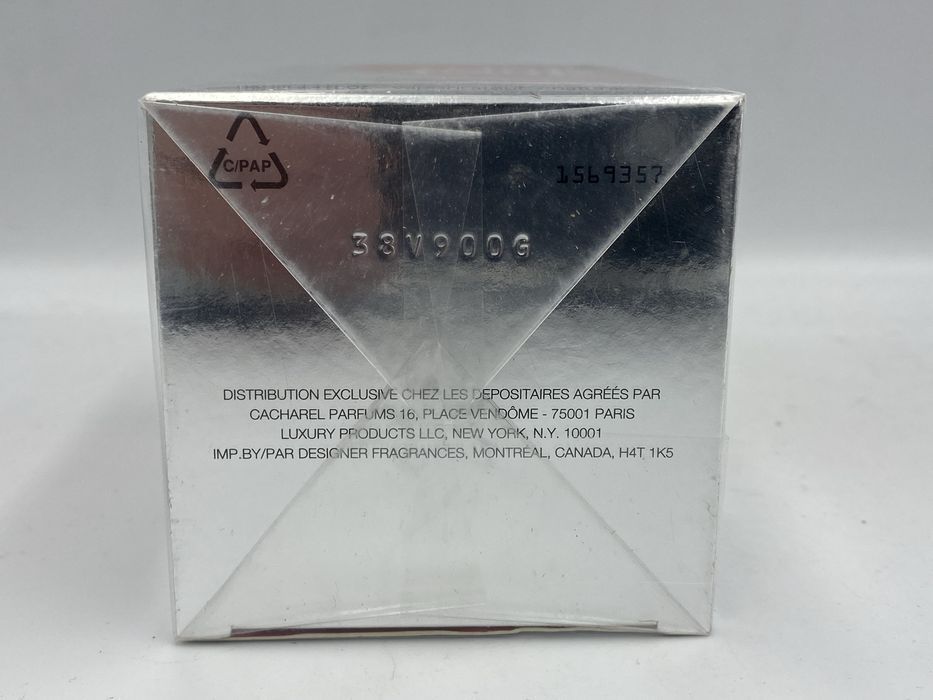 C/PAP
1569357
38V900G
DISTRIBUTION EXCLUSIVE CHEZ LES DEPOSITAIRES AGRÉÉS PAR
CACHAREL PARFUMS 16, PLACE VENDÔME - 75001 PARIS
LUXURY PRODUCTS LLC, NEW YORK, N.Y. 10001
IMP.BY/PAR DESIGNER FRAGRANCES, MONTRÉAL, CANADA, H4T 1K5